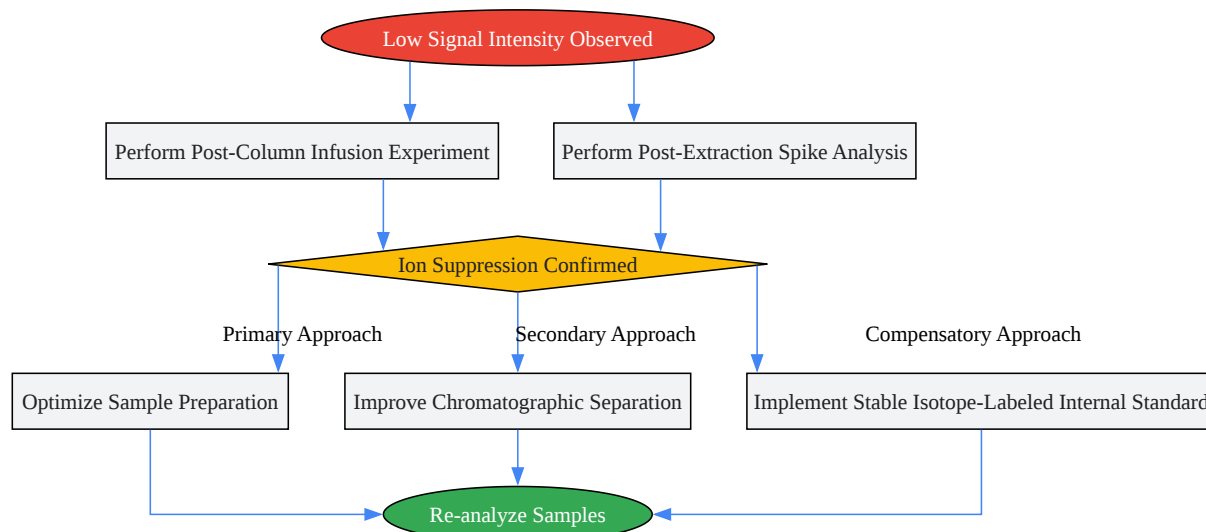 Low Signal Intensity Observed
Perform Post-Column Infusion Experiment
Perform Post-Extraction Spike Analysis
Ion Suppression Confirmed
Primary Approach
Secondary Approach
Compensatory Approach
Optimize Sample Preparation
Improve Chromatographic Separation
Implement Stable Isotope-Labeled Internal Standard
Re-analyze Samples